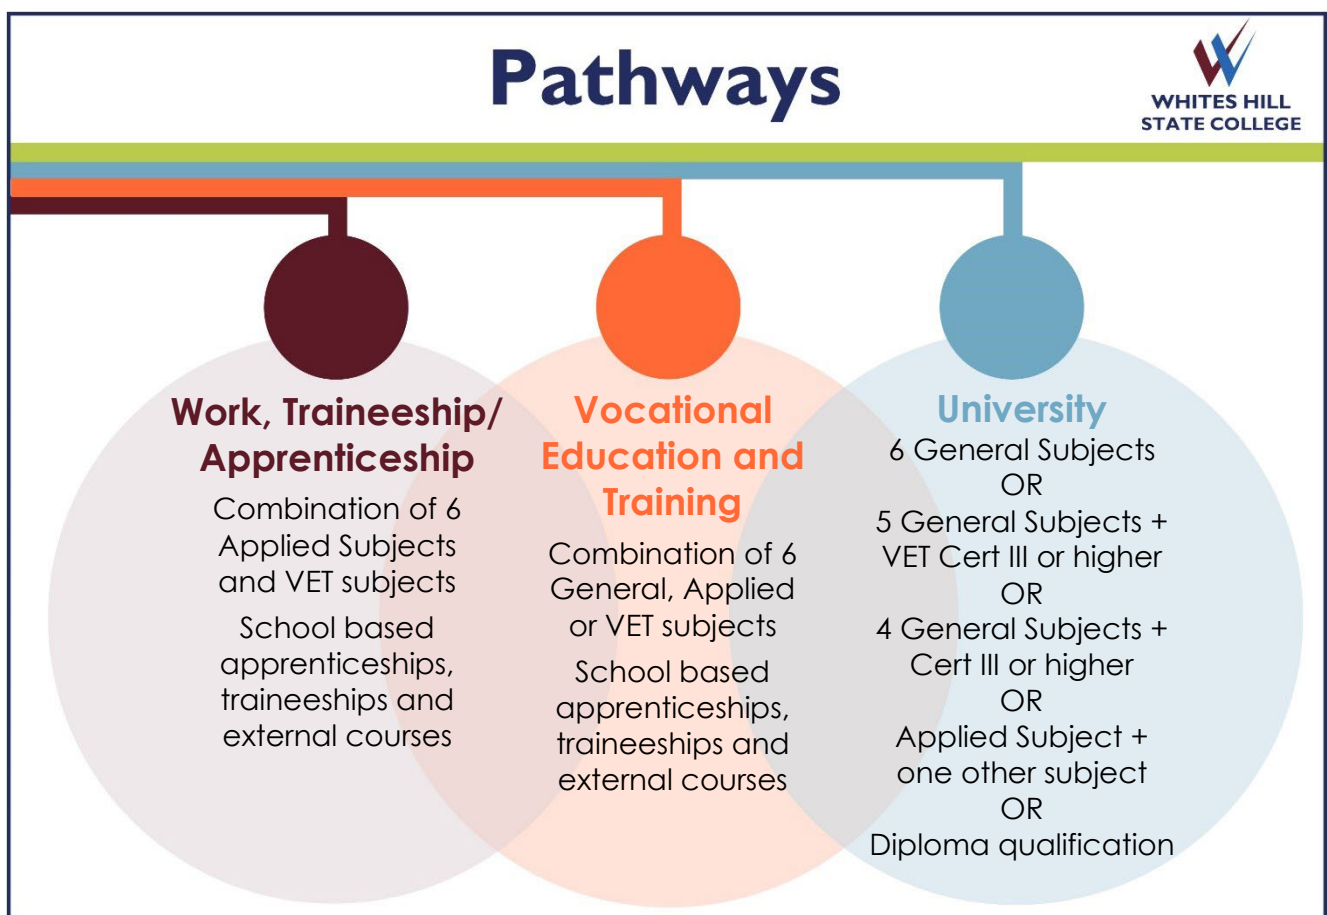 Pathways
WHITES HILL
STATE COLLEGE
Work, Traineeship/
Apprenticeship
Combination of 6
Applied Subjects
and VET subjects
School based
apprenticeships,
traineeships and
external courses
Vocational
Education and
Training
Combination of 6
General, Applied
or VET subjects
School based
apprenticeships,
traineeships and
external courses
University
6 General Subjects
OR
5 General Subjects +
VET Cert III or higher
OR
4 General Subjects +
Cert III or higher
OR
Applied Subject +
one other subject
OR
Diploma qualification